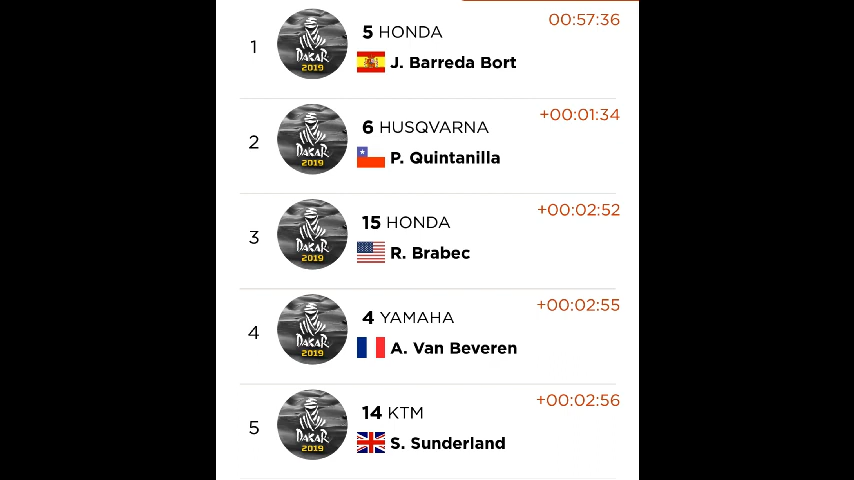 1
DAKAR
2019
5 HONDA
J. Barreda Bort
00:57:36
2
DAKAR
2019
6 HUSQVARNA
P. Quintanilla
+00:01:34
3
DAKAR
2019
15 HONDA
R. Brabec
+00:02:52
4
DAKAR
2019
4 YAMAHA
A. Van Beveren
+00:02:55
5
DAKAR
2019
14 KTM
S. Sunderland
+00:02:56